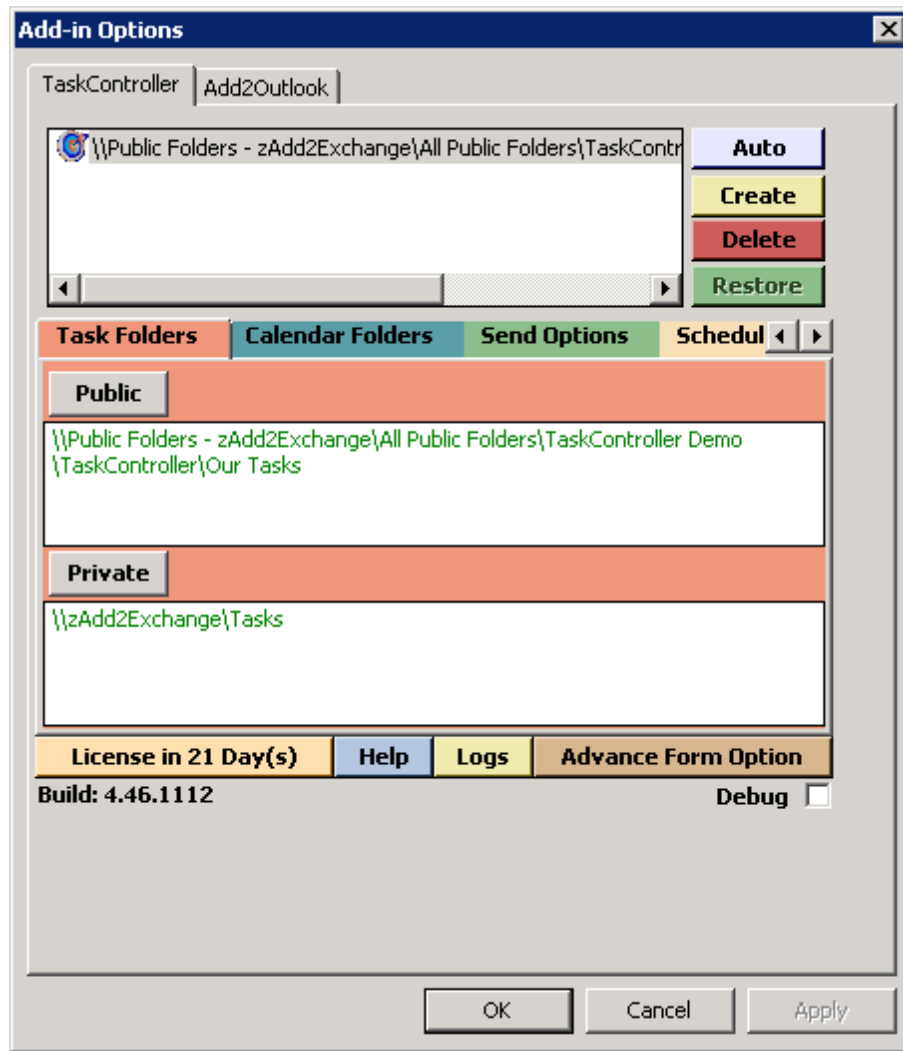 Add-in Options
TaskController
Add2Outlook
\\Public Folders - zAdd2Exchange\All Public Folders\TaskContr
Auto
Create
Delete
Restore
Task Folders
Calendar Folders
Send Options
Schedul
Public
\\Public Folders - zAdd2Exchange\All Public Folders\TaskController Demo
\TaskController\Our Tasks
Private
\\zAdd2Exchange\Tasks
License in 21 Day(s)
Help
Logs
Advance Form Option
Build: 4.46.1112
Debug
OK
Cancel
Apply